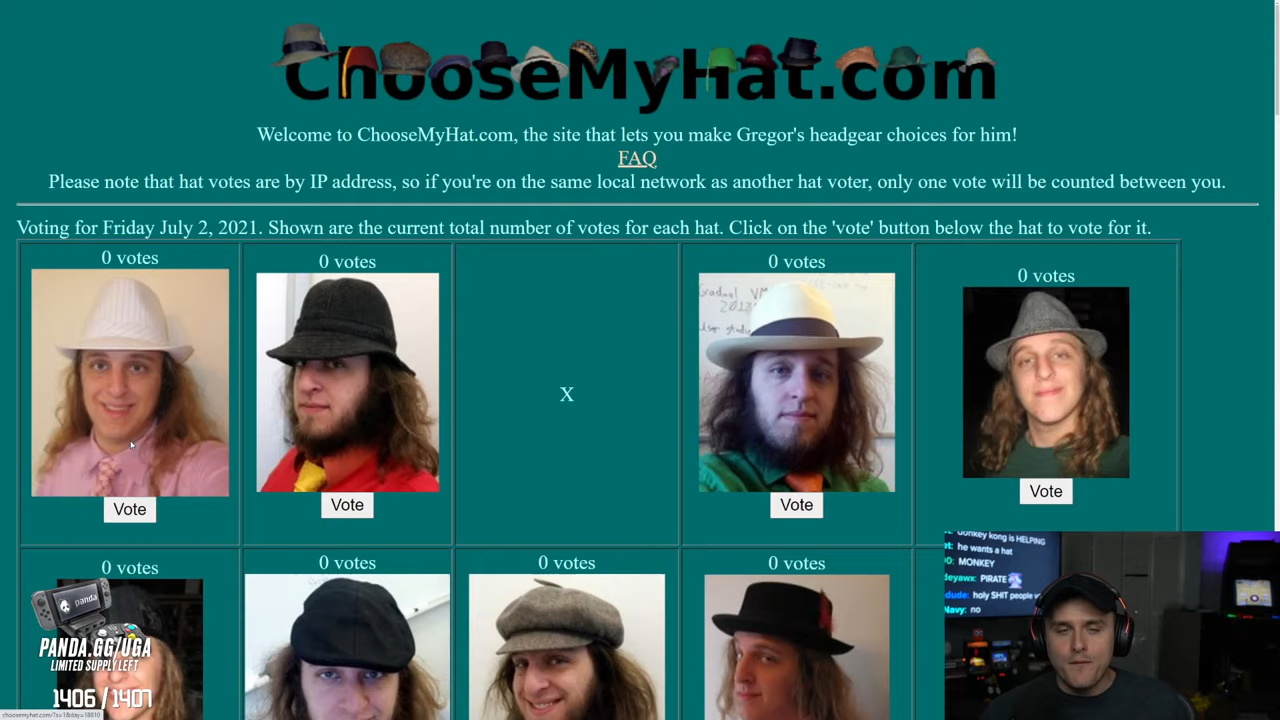 ChooseMyHat.com
Welcome to ChooseMyHat.com, the site that lets you make Gregor's headgear choices for him!
FAQ
Please note that hat votes are by IP address, so if you're on the same local network as another hat voter, only one vote will be counted between you.
Voting for Friday July 2, 2021. Shown are the current total number of votes for each hat. Click on the 'vote' button below the hat to vote for it.
0 votes
0 votes
X
0 votes
0 votes
Vote
Vote
Vote
Vote
0 votes
0 votes
0 votes
0 votes
donkey kong is HELPING
he wants a hat
MONKEY
PIRATE
holy SHIT people
Navy: no
panda
PANDA.GG/UGA
LIMITED SUPPLY LEFT
1406 / 1407